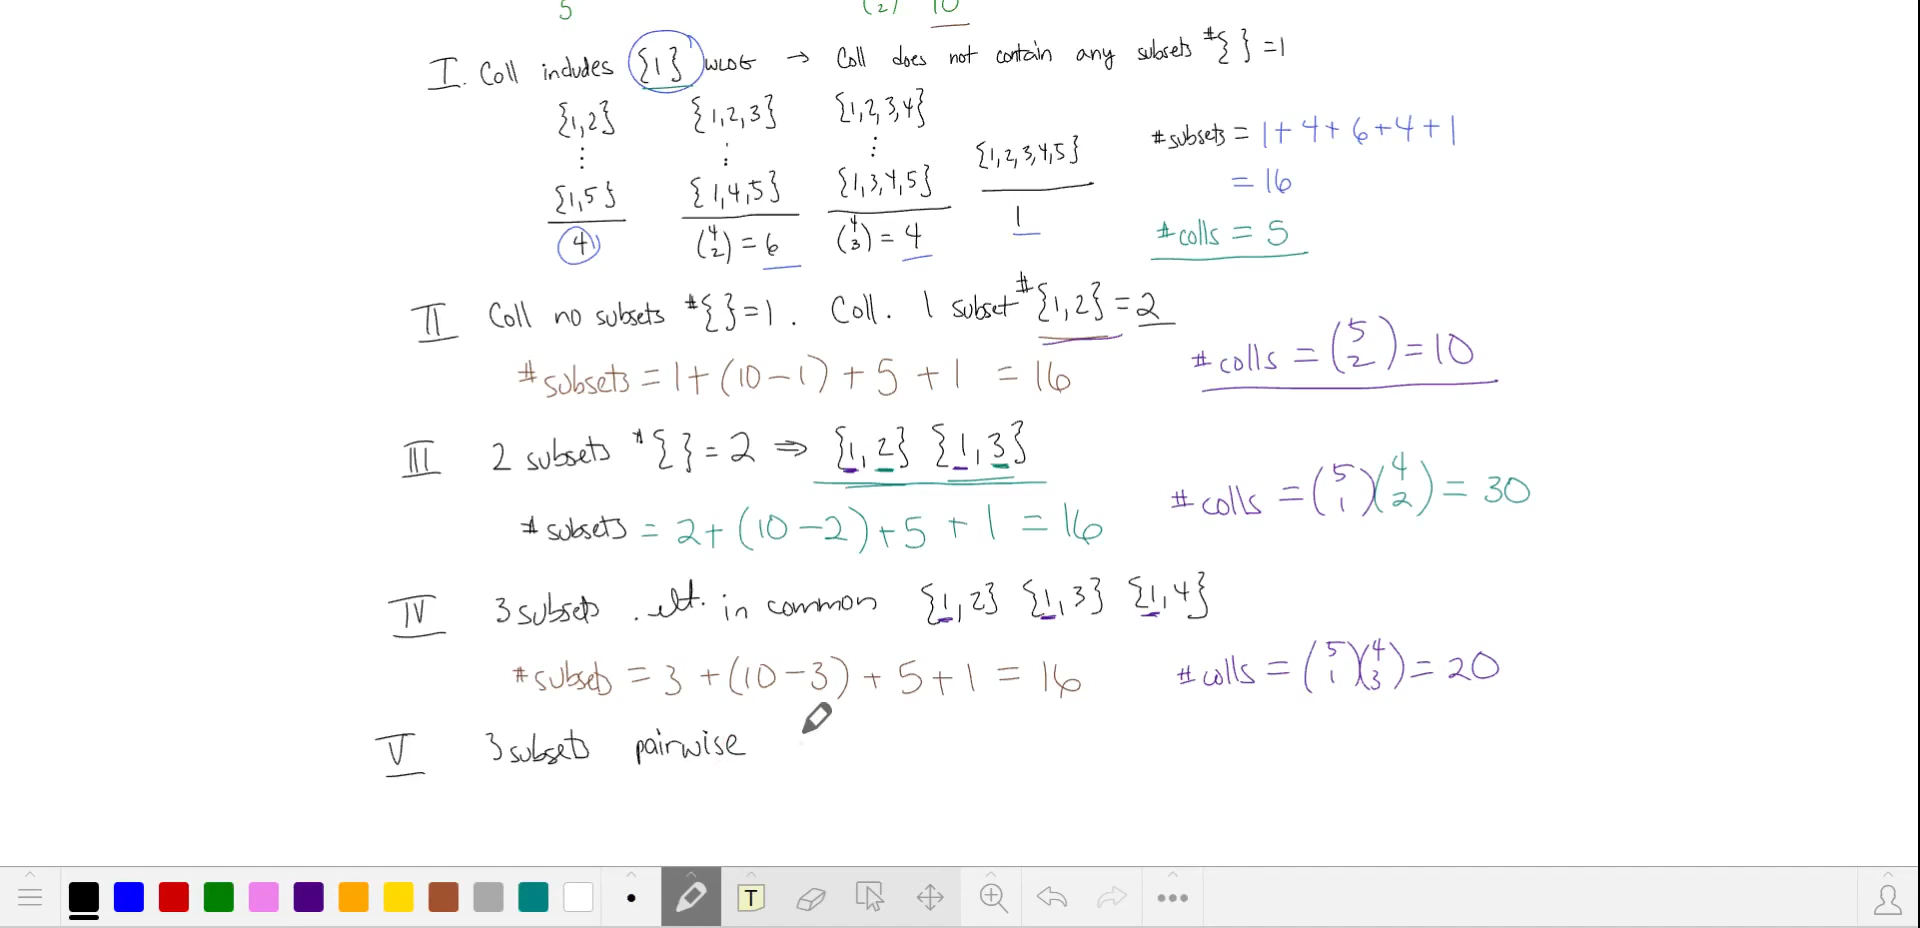 5 (2) 10
I. Coll includes {1} WLOG → Coll does not contain any subsets #{ } = 1
{1,2} {1,2,3} {1,2,3,4}
⋮ ⋮ ⋮ {1,2,3,4,5}
{1,5} {1,4,5} {1,3,4,5}
4 (4 2) = 6 (4 3) = 4 1
#subsets = 1+4+6+4+1
= 16
#colls = 5
II Coll no subsets #{ } = 1. Coll. 1 subset #{1,2} = 2
#subsets = 1+(10-1)+5+1 = 16
#colls = (5 2) = 10
III 2 subsets #{ } = 2 ⇒ {1,2} {1,3}
#subsets = 2+(10-2)+5+1 = 16
#colls = (5 1)(4 2) = 30
IV 3 subsets . elt. in common {1,2} {1,3} {1,4}
#subsets = 3+(10-3)+5+1 = 16
#colls = (5 1)(4 3) = 20
V 3 subsets pairwise
T